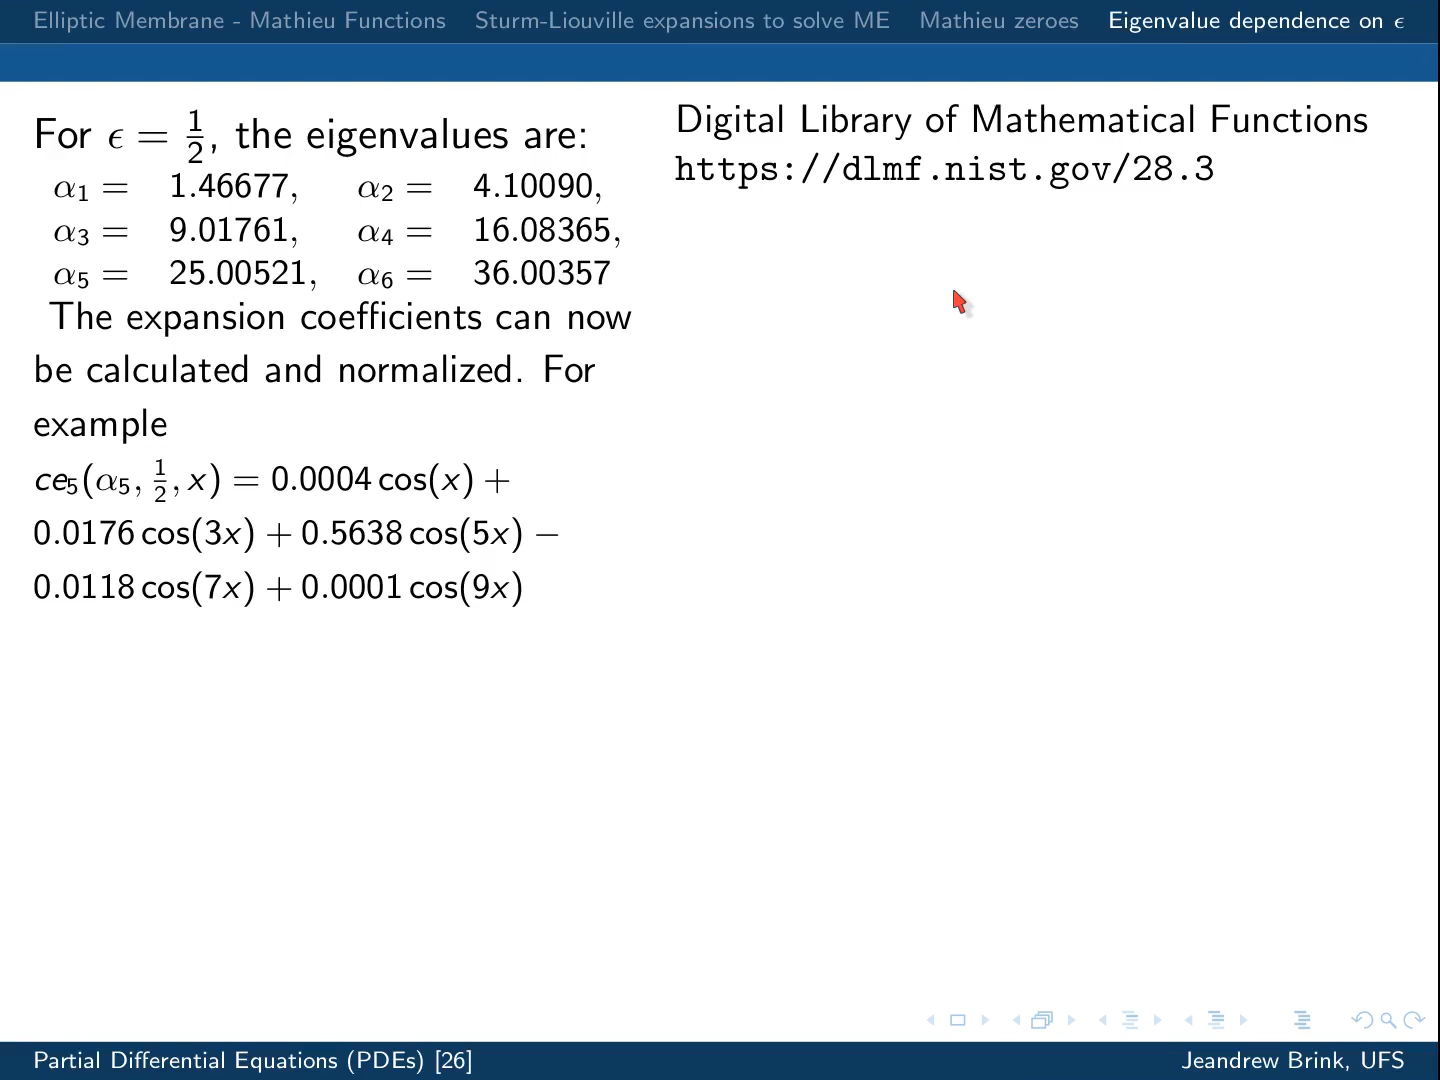 Elliptic Membrane - Mathieu Functions Sturm-Liouville expansions to solve ME Mathieu zeroes Eigenvalue dependence on ϵ
For ϵ = 1/2, the eigenvalues are:
α₁ = 1.46677, α₂ = 4.10090,
α₃ = 9.01761, α₄ = 16.08365,
α₅ = 25.00521, α₆ = 36.00357
The expansion coefficients can now
be calculated and normalized. For
example
ce₅(α₅, 1/2, x) = 0.0004 cos(x) +
0.0176 cos(3x) + 0.5638 cos(5x) −
0.0118 cos(7x) + 0.0001 cos(9x)
Digital Library of Mathematical Functions
https://dlmf.nist.gov/28.3
Partial Differential Equations (PDEs) [26] Jeandrew Brink, UFS